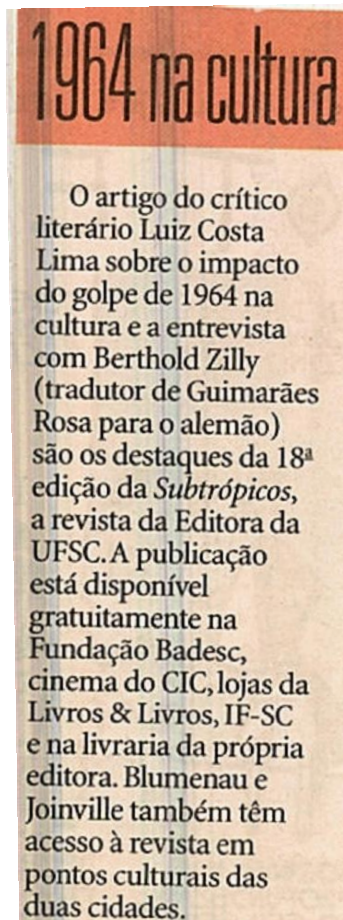 1964 na cultura
O artigo do crítico
literário Luiz Costa
Lima sobre o impacto
do golpe de 1964 na
cultura e a entrevista
com Berthold Zilly
(tradutor de Guimarães
Rosa para o alemão)
são os destaques da 18ª
edição da Subtrópicos,
a revista da Editora da
UFSC. A publicação
está disponível
gratuitamente na
Fundação Badesc,
cinema do CIC, lojas da
Livros & Livros, IF-SC
e na livraria da própria
editora. Blumenau e
Joinville também têm
acesso à revista em
pontos culturais das
duas cidades.